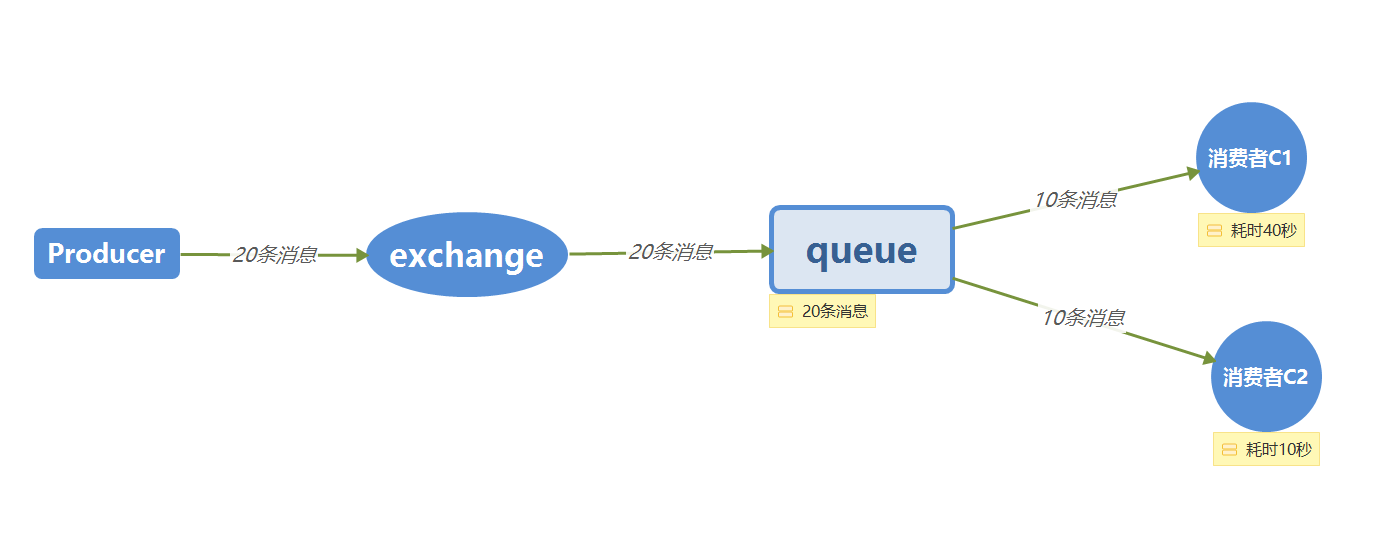 Producer
20条消息
exchange
20条消息
queue
20条消息
10条消息
消费者C1
耗时40秒
10条消息
消费者C2
耗时10秒